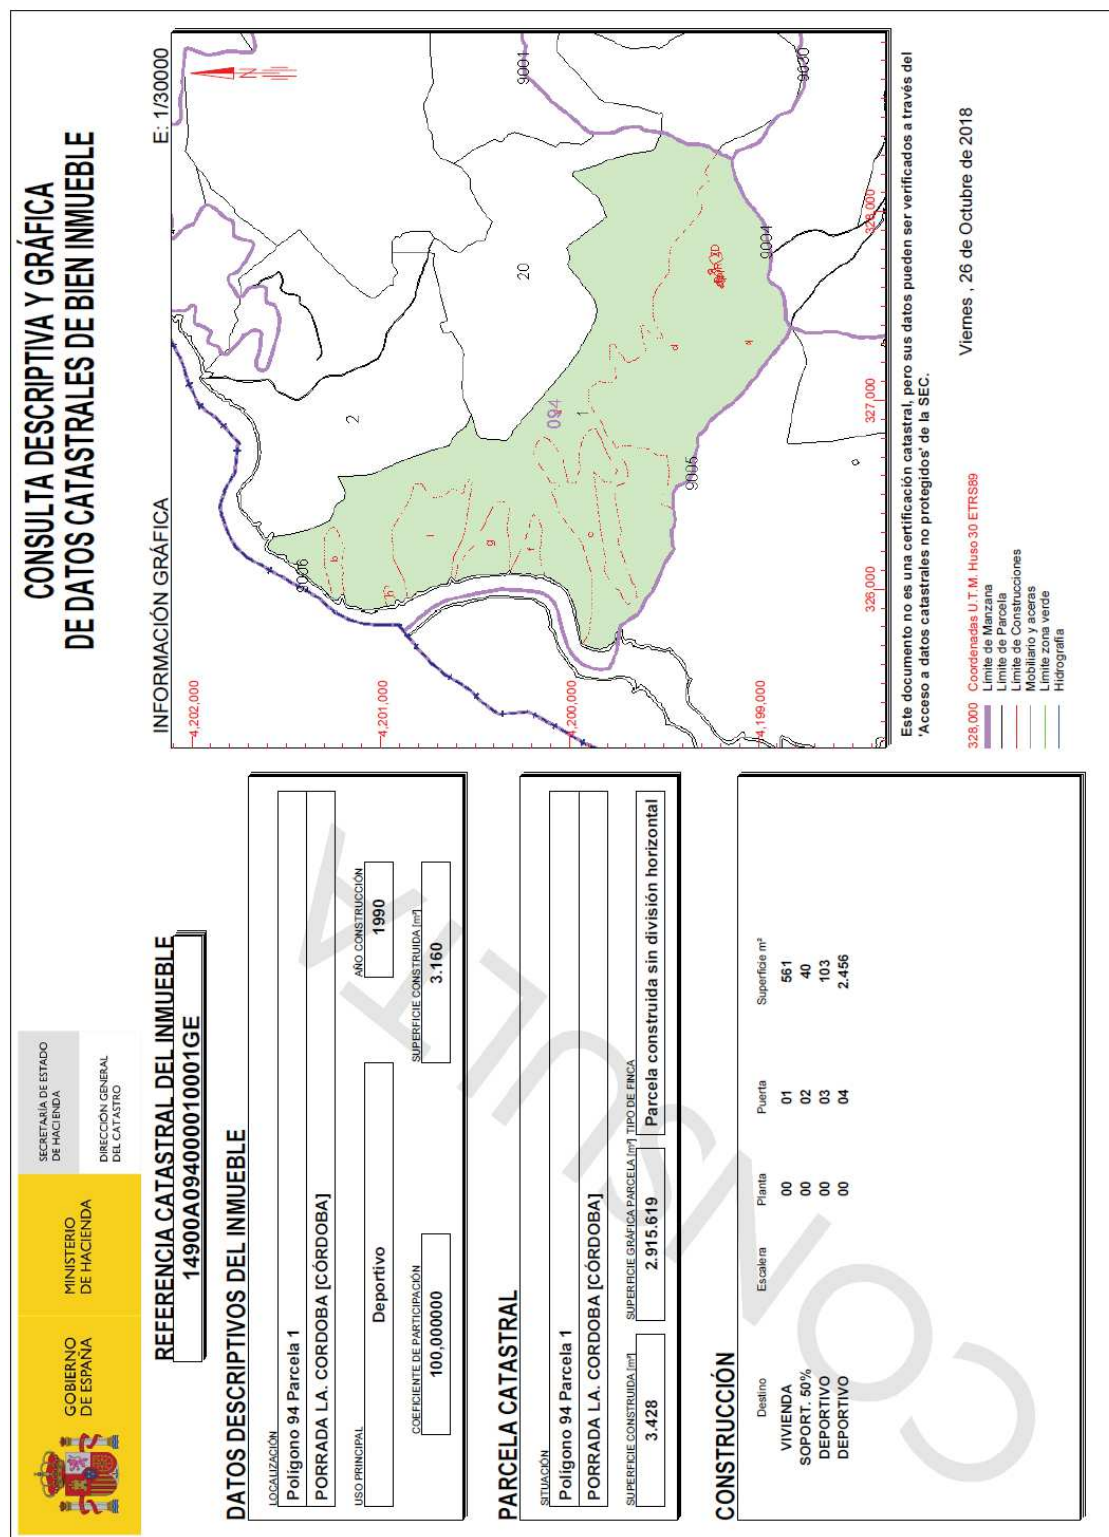 GOBIERNO
DE ESPAÑA
MINISTERIO
DE HACIENDA
SECRETARÍA DE ESTADO
DE HACIENDA
DIRECCIÓN GENERAL
DEL CATASTRO
CONSULTA DESCRIPTIVA Y GRÁFICA
DE DATOS CATASTRALES DE BIEN INMUEBLE
REFERENCIA CATASTRAL DEL INMUEBLE
14900A094000010001GE
DATOS DESCRIPTIVOS DEL INMUEBLE
LOCALIZACIÓN
Polígono 94 Parcela 1
PORRADA LA. CORDOBA [CÓRDOBA]
USO PRINCIPAL
Deportivo
AÑO CONSTRUCCIÓN
1990
COEFICIENTE DE PARTICIPACIÓN
100,000000
SUPERFICIE CONSTRUIDA [m²]
3.160
PARCELA CATASTRAL
SITUACIÓN
Polígono 94 Parcela 1
PORRADA LA. CORDOBA [CÓRDOBA]
SUPERFICIE CONSTRUIDA [m²]
3.428
SUPERFICIE GRÁFICA PARCELA [m²]
2.915.619
TIPO DE FINCA
Parcela construida sin división horizontal
CONSTRUCCIÓN
Destino Escalera Planta Puerta Superficie m²
VIVIENDA 00 01 561
SOPORT. 50% 00 02 40
DEPORTIVO 00 03 103
DEPORTIVO 00 04 2.456
CONSULTA
INFORMACIÓN GRÁFICA
E: 1/30000
N
4,202,000
4,201,000
4,200,000
4,199,000
326,000
327,000
328,000
9001
9030
9004
9005
9006
2
20
094
1
b
h
i
g
f
c
d
a
Este documento no es una certificación catastral, pero sus datos pueden ser verificados a través del
'Acceso a datos catastrales no protegidos' de la SEC.
328,000 Coordenadas U.T.M. Huso 30 ETRS89
Límite de Manzana
Límite de Parcela
Límite de Construcciones
Mobiliario y aceras
Límite zona verde
Hidrografía
Viernes , 26 de Octubre de 2018